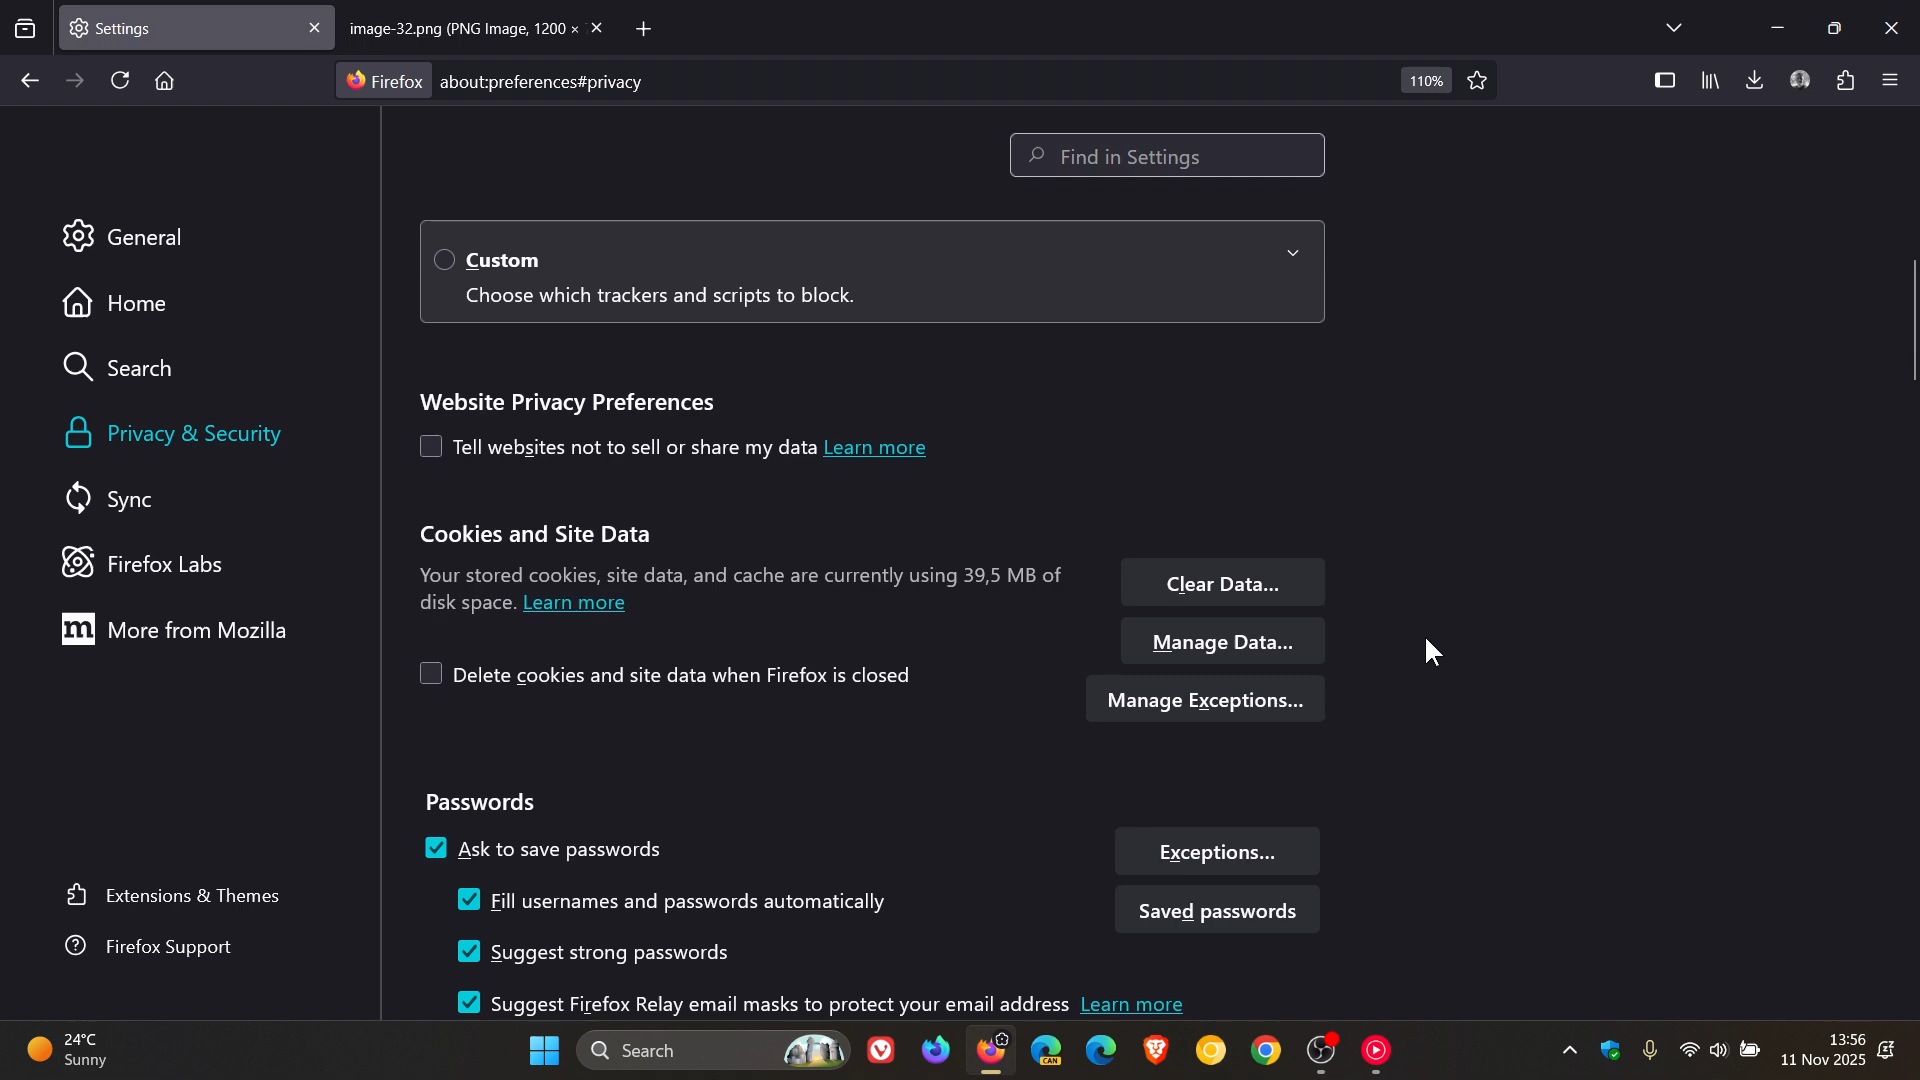 Settings
image-32.png (PNG Image, 1200 ×
Firefox
about:preferences#privacy
110%
Find in Settings
General
Home
Search
Privacy & Security
Sync
Firefox Labs
More from Mozilla
Extensions & Themes
Firefox Support
Custom
Choose which trackers and scripts to block.
Website Privacy Preferences
Tell websites not to sell or share my data Learn more
Cookies and Site Data
Your stored cookies, site data, and cache are currently using 39,5 MB of
disk space. Learn more
Clear Data...
Manage Data...
Delete cookies and site data when Firefox is closed
Manage Exceptions...
Passwords
Ask to save passwords
Exceptions...
Fill usernames and passwords automatically
Saved passwords
Suggest strong passwords
Suggest Firefox Relay email masks to protect your email address Learn more
24°C
Sunny
Search
CAN
13:56
11 Nov 2025